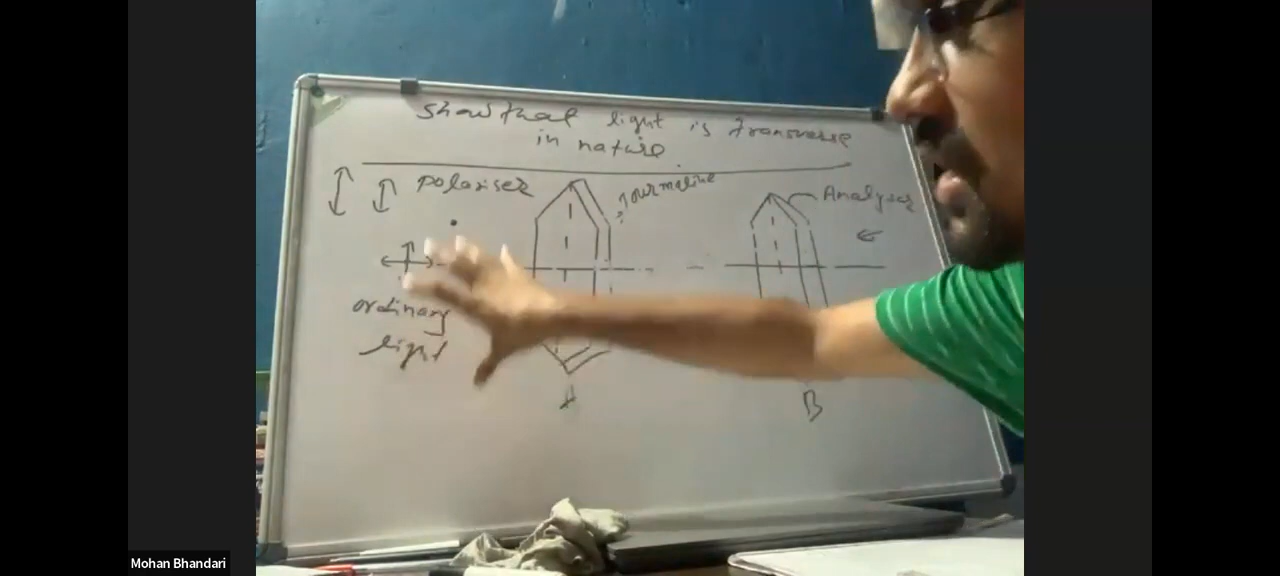 Show that light is transverse
in nature
polariser
Tourmaline
Analyser
ordinary
light
A
B
Mohan Bhandari